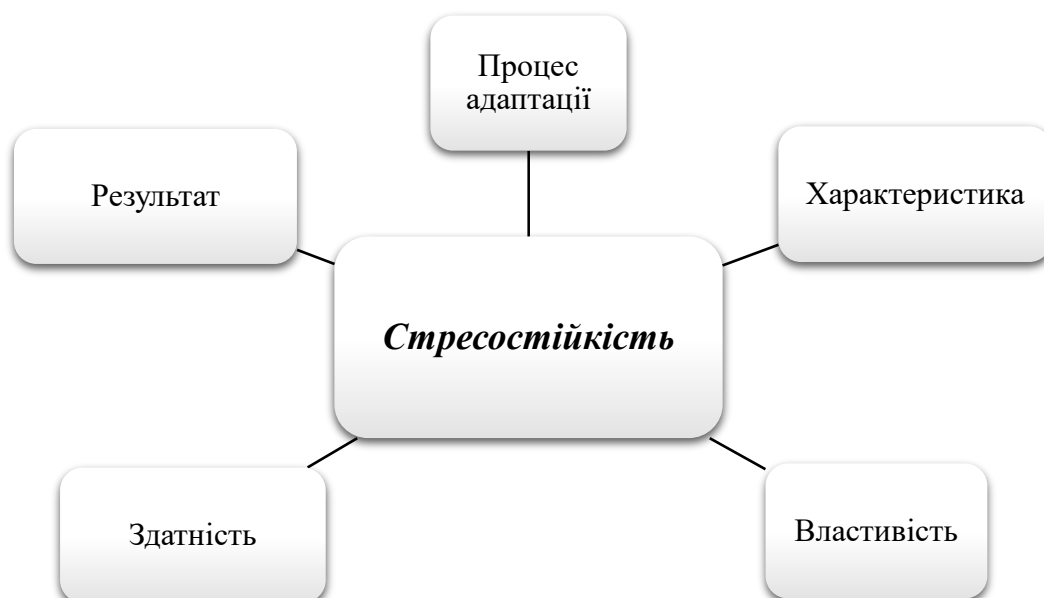 Процес
адаптації
Результат
Характеристика
Стресостійкість
Здатність
Властивість